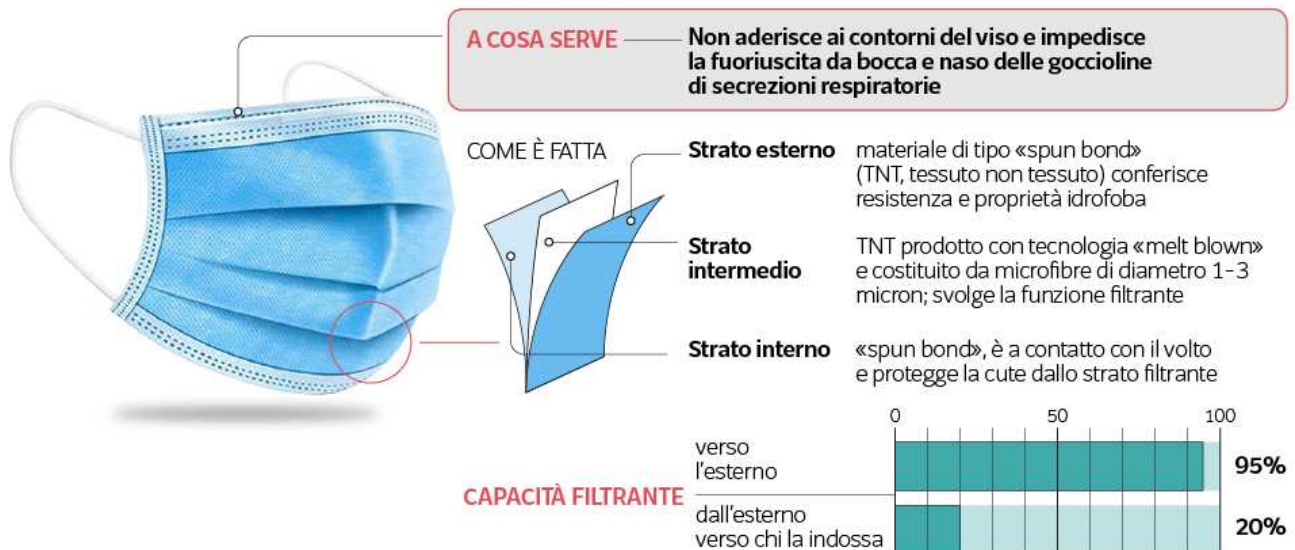 A COSA SERVE
Non aderisce ai contorni del viso e impedisce
la fuoriuscita da bocca e naso delle goccioline
di secrezioni respiratorie
COME È FATTA
Strato esterno
materiale di tipo «spun bond»
(TNT, tessuto non tessuto) conferisce
resistenza e proprietà idrofoba
Strato
intermedio
TNT prodotto con tecnologia «melt blown»
e costituito da microfibre di diametro 1-3
micron; svolge la funzione filtrante
Strato interno
«spun bond», è a contatto con il volto
e protegge la cute dallo strato filtrante
CAPACITÀ FILTRANTE
0 50 100
verso
l'esterno
95%
dall'esterno
verso chi la indossa
20%